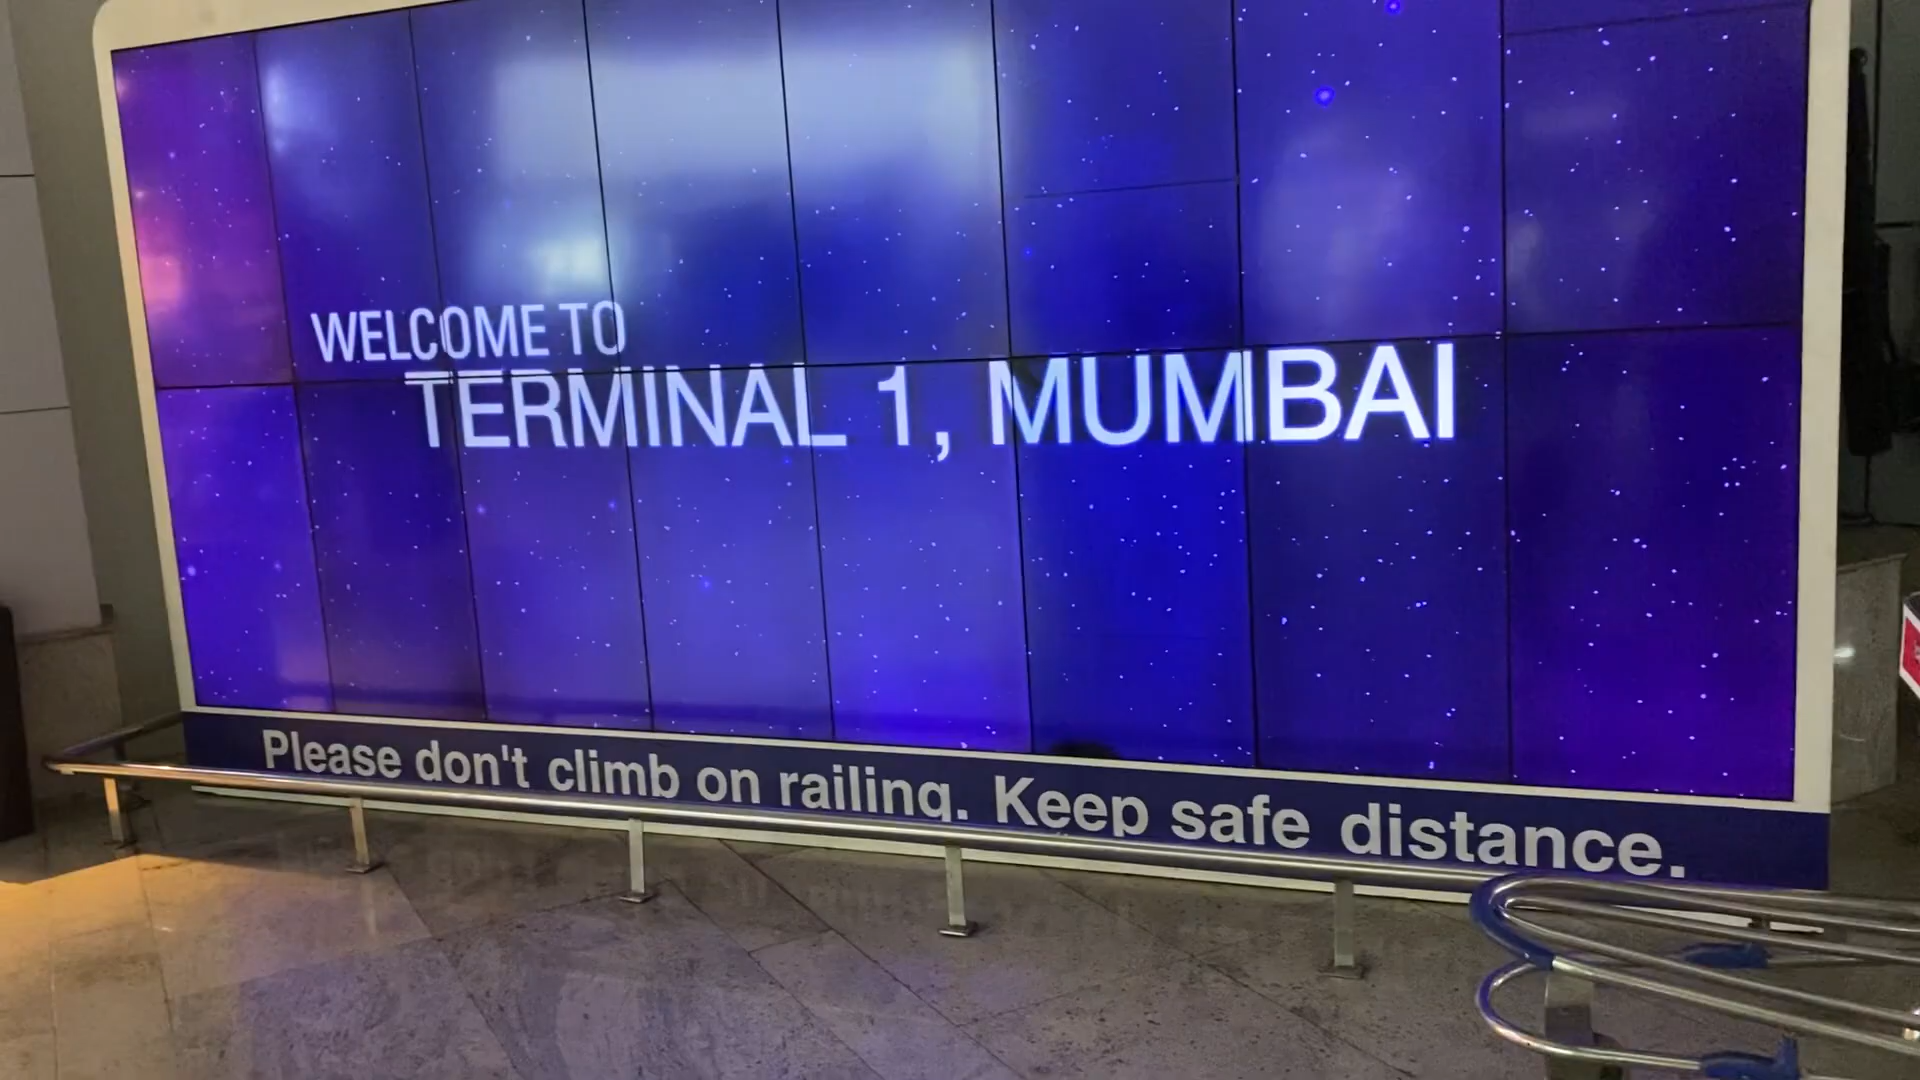 WELCOME TO
TERMINAL 1, MUMBAI
Please don't climb on railing. Keep safe distance.